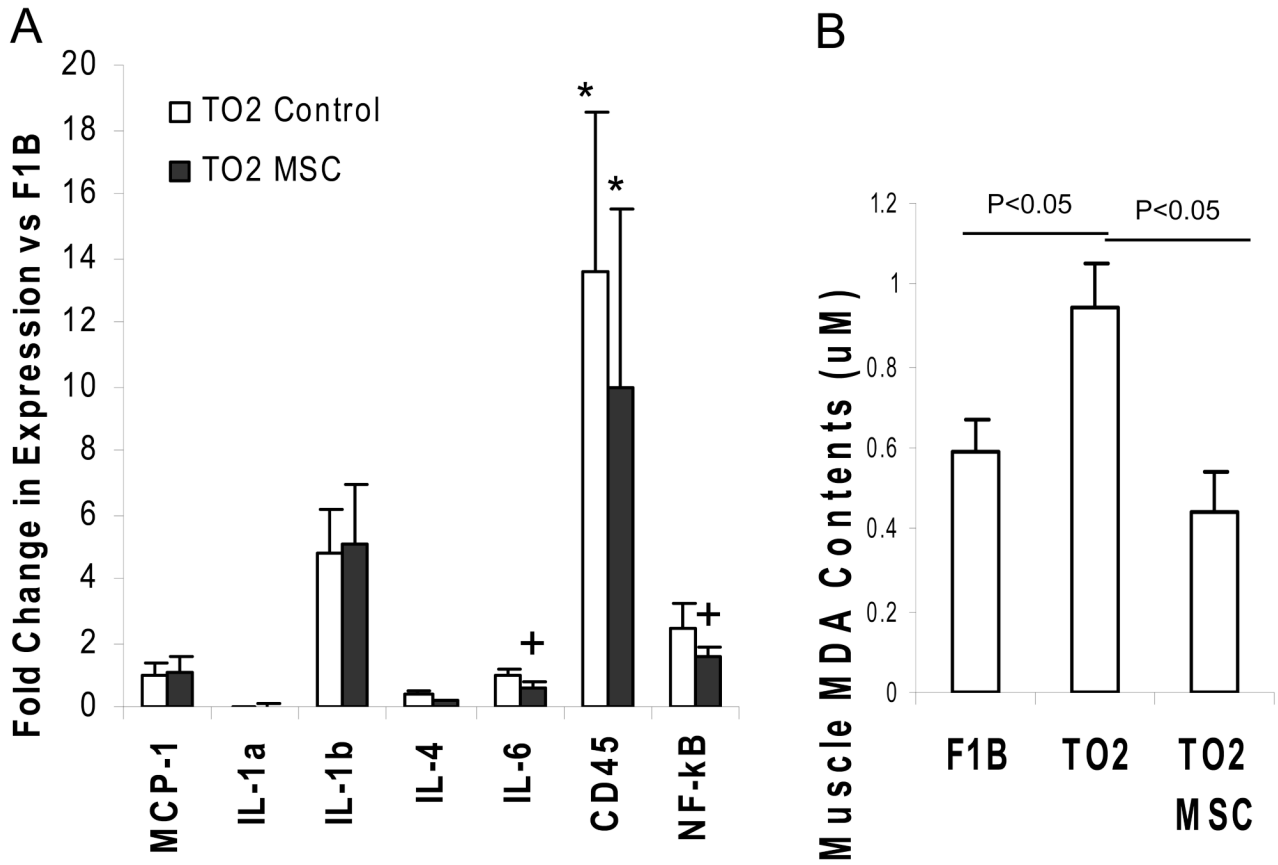 A
Fold Change in Expression vs F1B
20
18
16
14
12
10
8
6
4
2
0
TO2 Control
TO2 MSC
*
*
+
+
MCP-1
IL-1a
IL-1b
IL-4
IL-6
CD45
NF-kB
B
Muscle MDA Contents (uM)
1.2
1
0.8
0.6
0.4
0.2
0
P<0.05
P<0.05
F1B
TO2
TO2
MSC